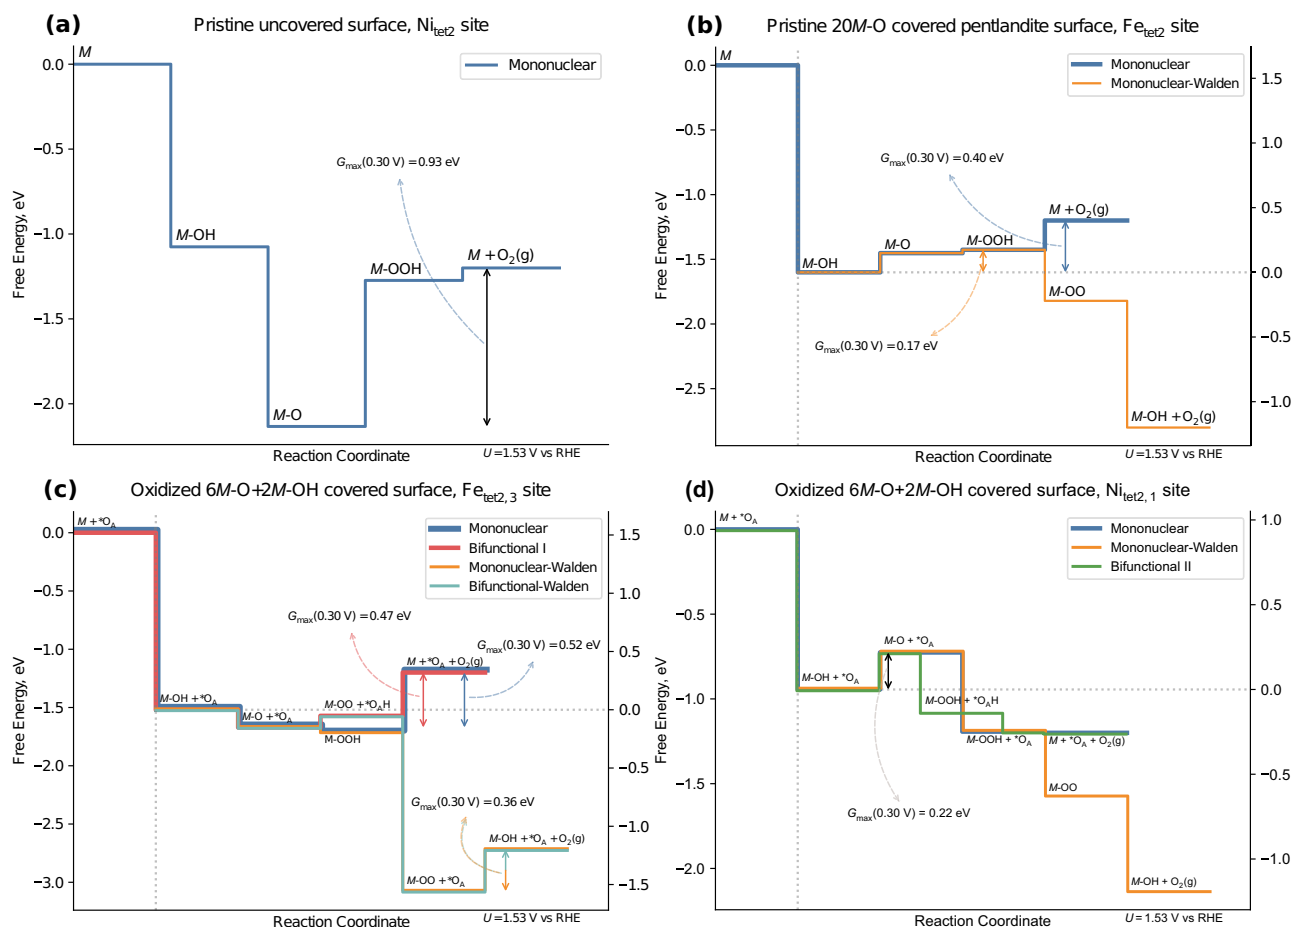 (a)
Pristine uncovered surface, Ni_tet2 site
Free Energy, eV
0.0
−0.5
−1.0
−1.5
−2.0
M
M-OH
M-O
M-OOH
M + O2(g)
Mononuclear
Gmax(0.30 V) = 0.93 eV
Reaction Coordinate
U = 1.53 V vs RHE
(b)
Pristine 20M-O covered pentlandite surface, Fe_tet2 site
Free Energy, eV
0.0
−0.5
−1.0
−1.5
−2.0
−2.5
1.5
1.0
0.5
0.0
−0.5
−1.0
M
M-OH
M-O
M-OOH
M + O2(g)
M-OO
M-OH + O2(g)
Mononuclear
Mononuclear-Walden
Gmax(0.30 V) = 0.40 eV
Gmax(0.30 V) = 0.17 eV
Reaction Coordinate
U = 1.53 V vs RHE
(c)
Oxidized 6M-O+2M-OH covered surface, Fe_tet2, 3 site
Free Energy, eV
0.0
−0.5
−1.0
−1.5
−2.0
−2.5
−3.0
1.5
1.0
0.5
0.0
−0.5
−1.0
−1.5
M + *OA
M-OH + *OA
M-O + *OA
M-OO + *OAH
M-OOH
M + *OA + O2(g)
M-OO + *OA
M-OH + *OA + O2(g)
Mononuclear
Bifunctional I
Mononuclear-Walden
Bifunctional-Walden
Gmax(0.30 V) = 0.47 eV
Gmax(0.30 V) = 0.52 eV
Gmax(0.30 V) = 0.36 eV
Reaction Coordinate
U = 1.53 V vs RHE
(d)
Oxidized 6M-O+2M-OH covered surface, Ni_tet2, 1 site
Free Energy, eV
0.0
−0.5
−1.0
−1.5
−2.0
1.0
0.5
0.0
−0.5
−1.0
M + *OA
M-OH + *OA
M-O + *OA
M-OOH + *OAH
M-OOH + *OA
M + *OA + O2(g)
M-OO
M-OH + O2(g)
Mononuclear
Mononuclear-Walden
Bifunctional II
Gmax(0.30 V) = 0.22 eV
Reaction Coordinate
U = 1.53 V vs RHE